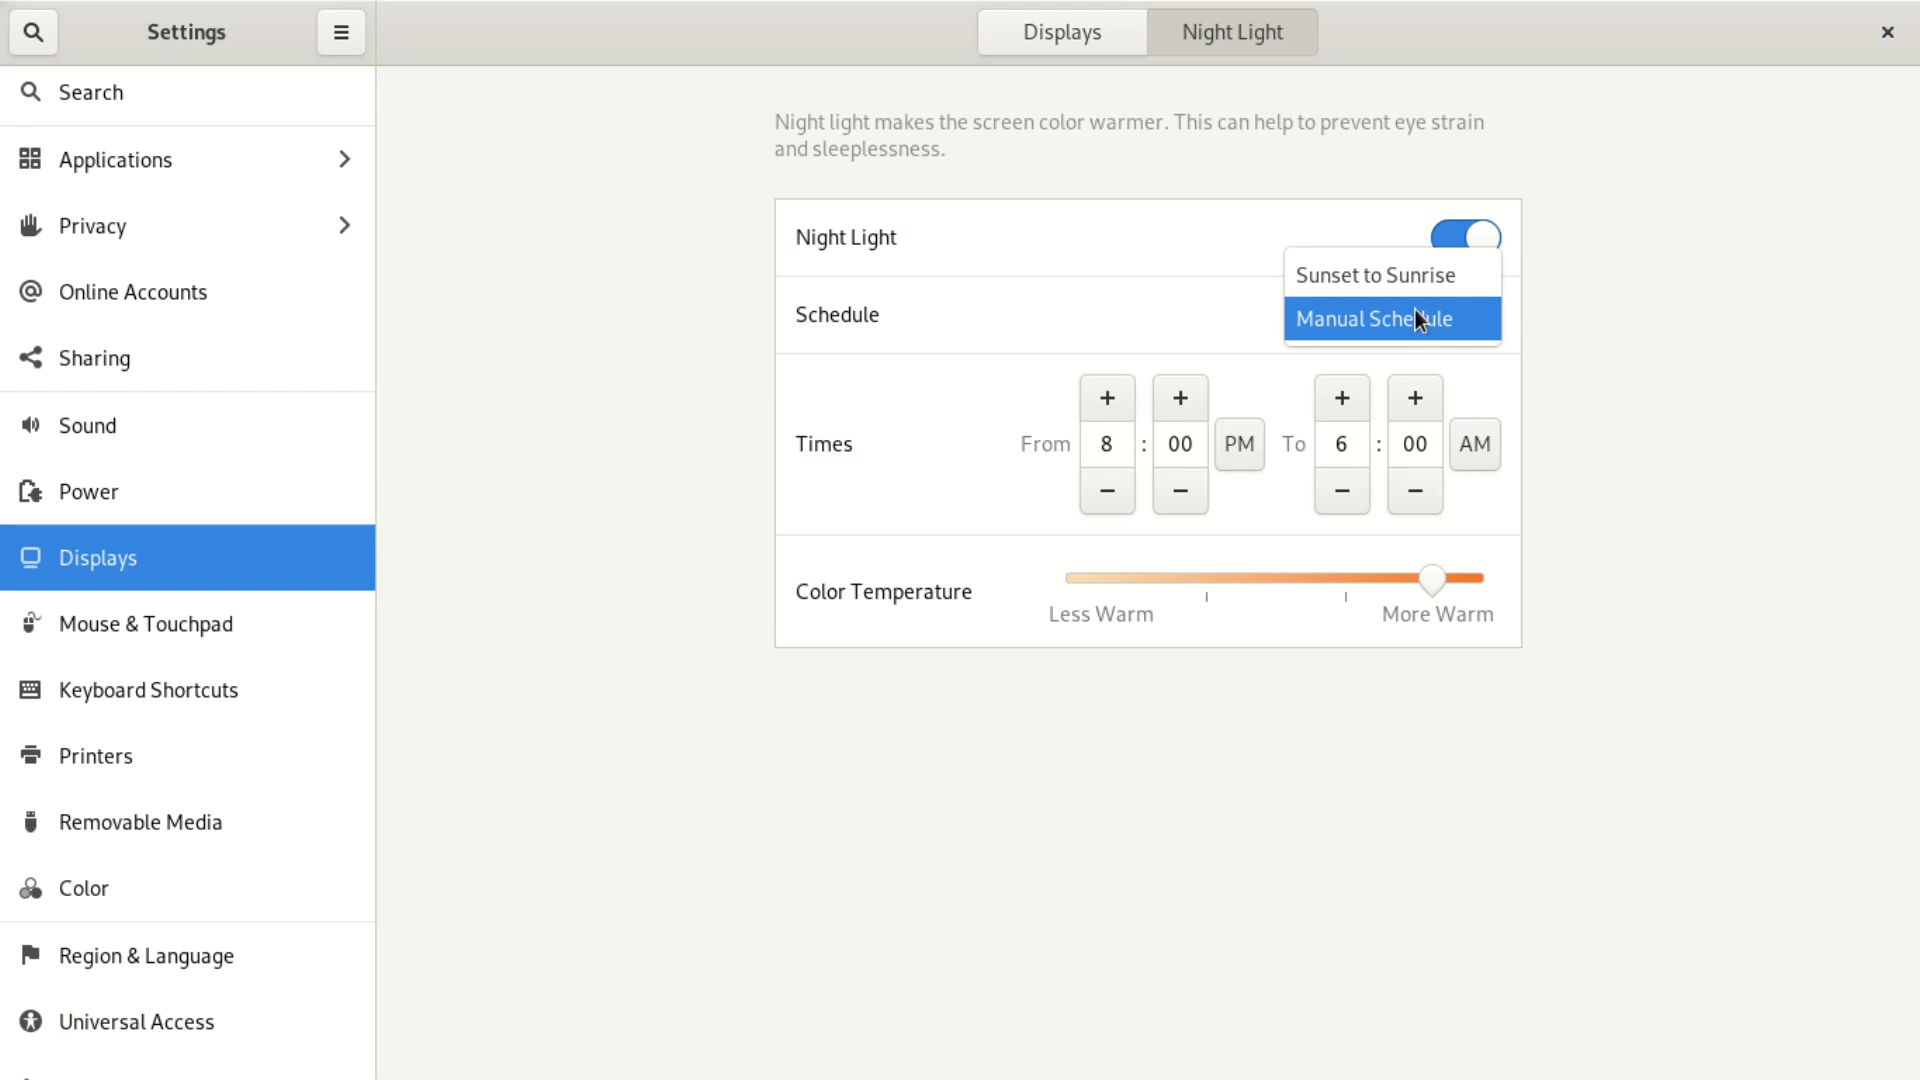 Settings
Displays
Night Light
Search
Applications
Privacy
Online Accounts
Sharing
Sound
Power
Displays
Mouse & Touchpad
Keyboard Shortcuts
Printers
Removable Media
Color
Region & Language
Universal Access
Night light makes the screen color warmer. This can help to prevent eye strain
and sleeplessness.
Night Light
Sunset to Sunrise
Schedule
Manual Schedule
+ + + +
Times From 8 : 00 PM To 6 : 00 AM
− − − −
Color Temperature
Less Warm More Warm